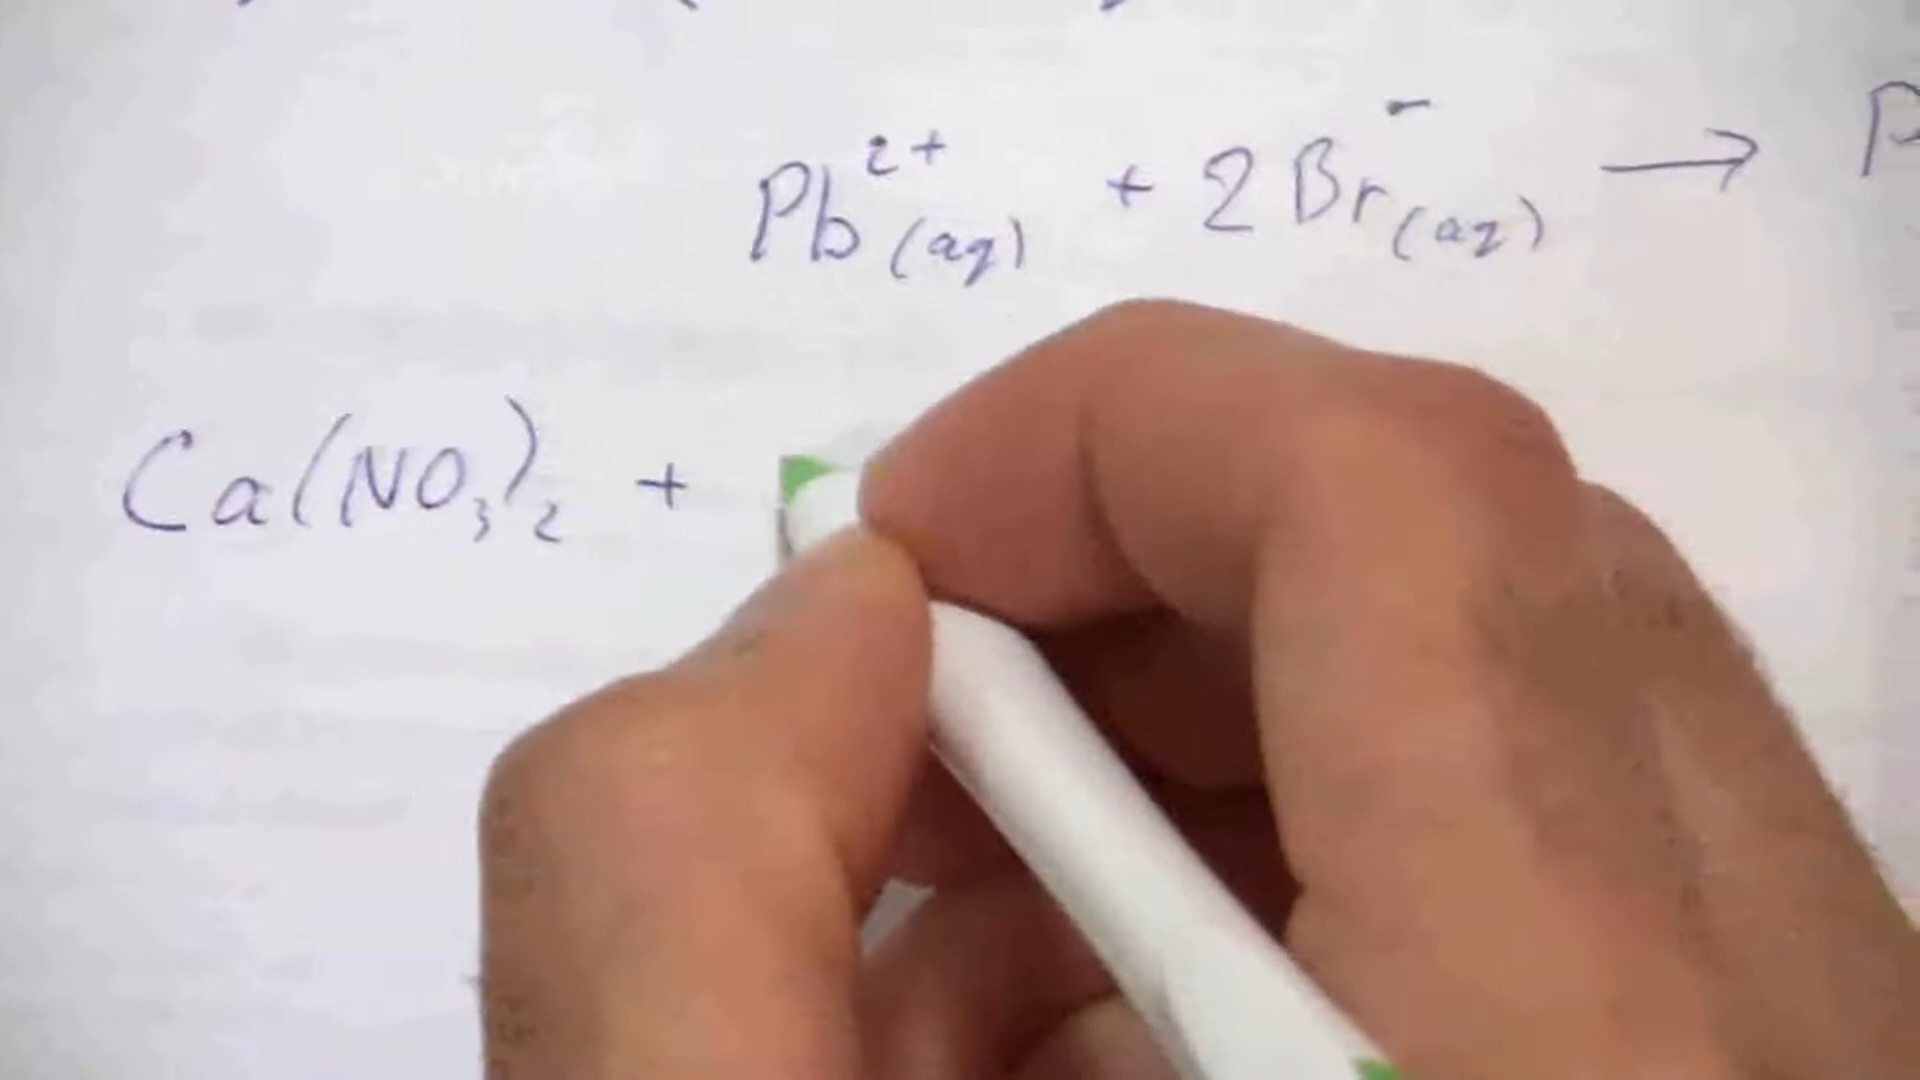 Pb²⁺(aq) + 2Br⁻(aq) → P
Ca(NO₃)₂ +